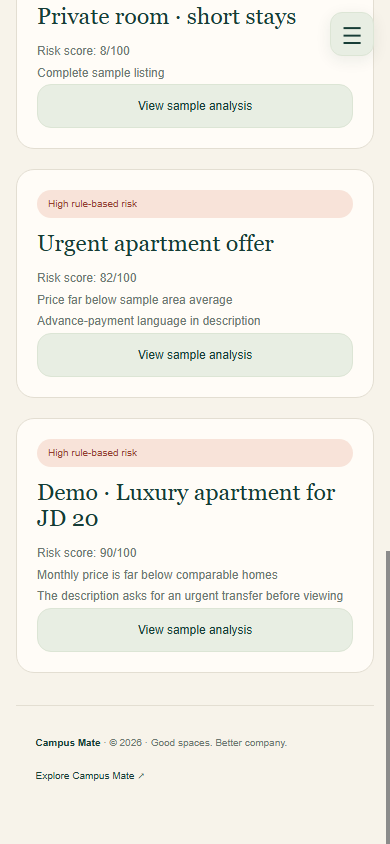 Private room · short stays
Risk score: 8/100
Complete sample listing
View sample analysis
High rule-based risk
Urgent apartment offer
Risk score: 82/100
Price far below sample area average
Advance-payment language in description
View sample analysis
High rule-based risk
Demo · Luxury apartment for
JD 20
Risk score: 90/100
Monthly price is far below comparable homes
The description asks for an urgent transfer before viewing
View sample analysis
Campus Mate · © 2026 · Good spaces. Better company.
Explore Campus Mate ↗